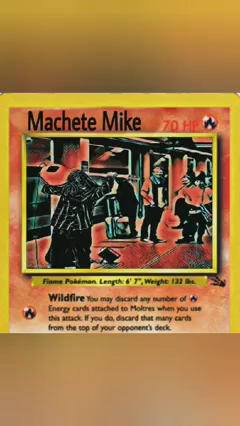 Machete Mike
70 HP
Flame Pokémon. Length: 6' 7", Weight: 132 lbs.
Wildfire You may discard any number of
Energy cards attached to Moltres when you use
this attack. If you do, discard that many cards
from the top of your opponent's deck.